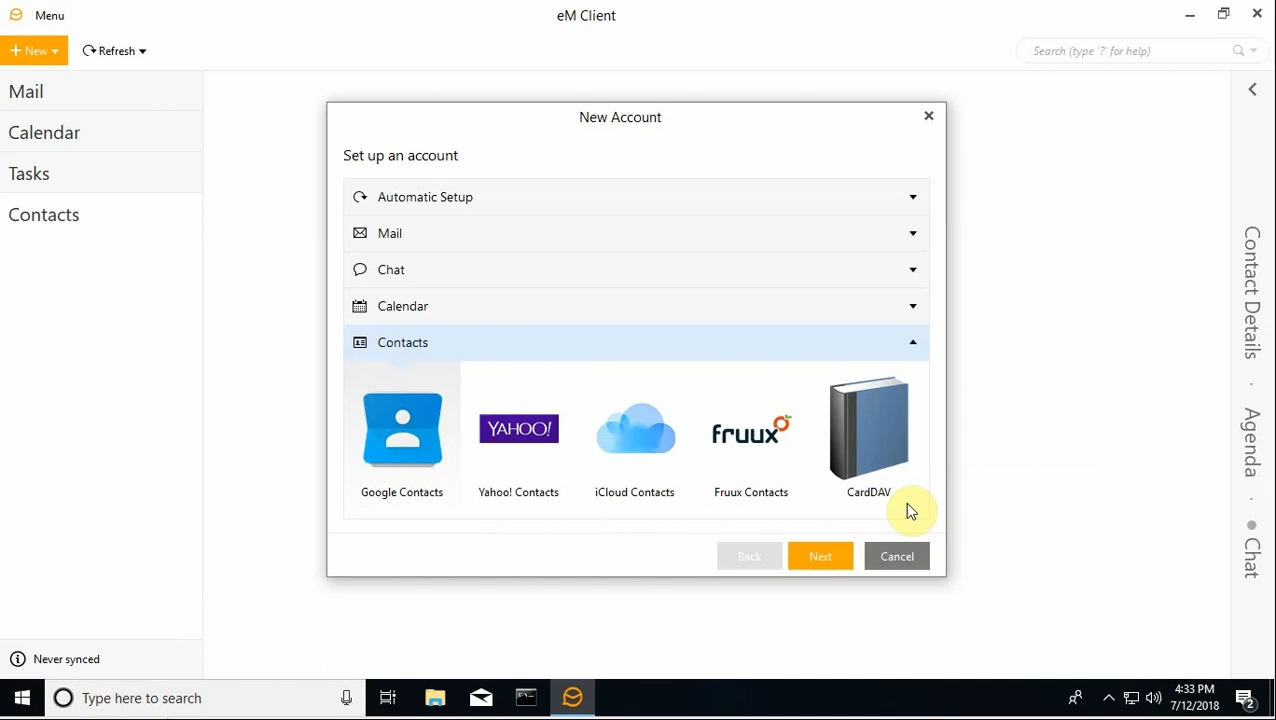 Menu
eM Client
New
Refresh
Search (type '?' for help)
Mail
Calendar
Tasks
Contacts
New Account
Set up an account
Automatic Setup
Mail
Chat
Calendar
Contacts
YAHOO!
fruux
Google Contacts
Yahoo! Contacts
iCloud Contacts
Fruux Contacts
CardDAV
Back
Next
Cancel
Contact Details
Agenda
Chat
Never synced
Type here to search
4:33 PM
7/12/2018
2